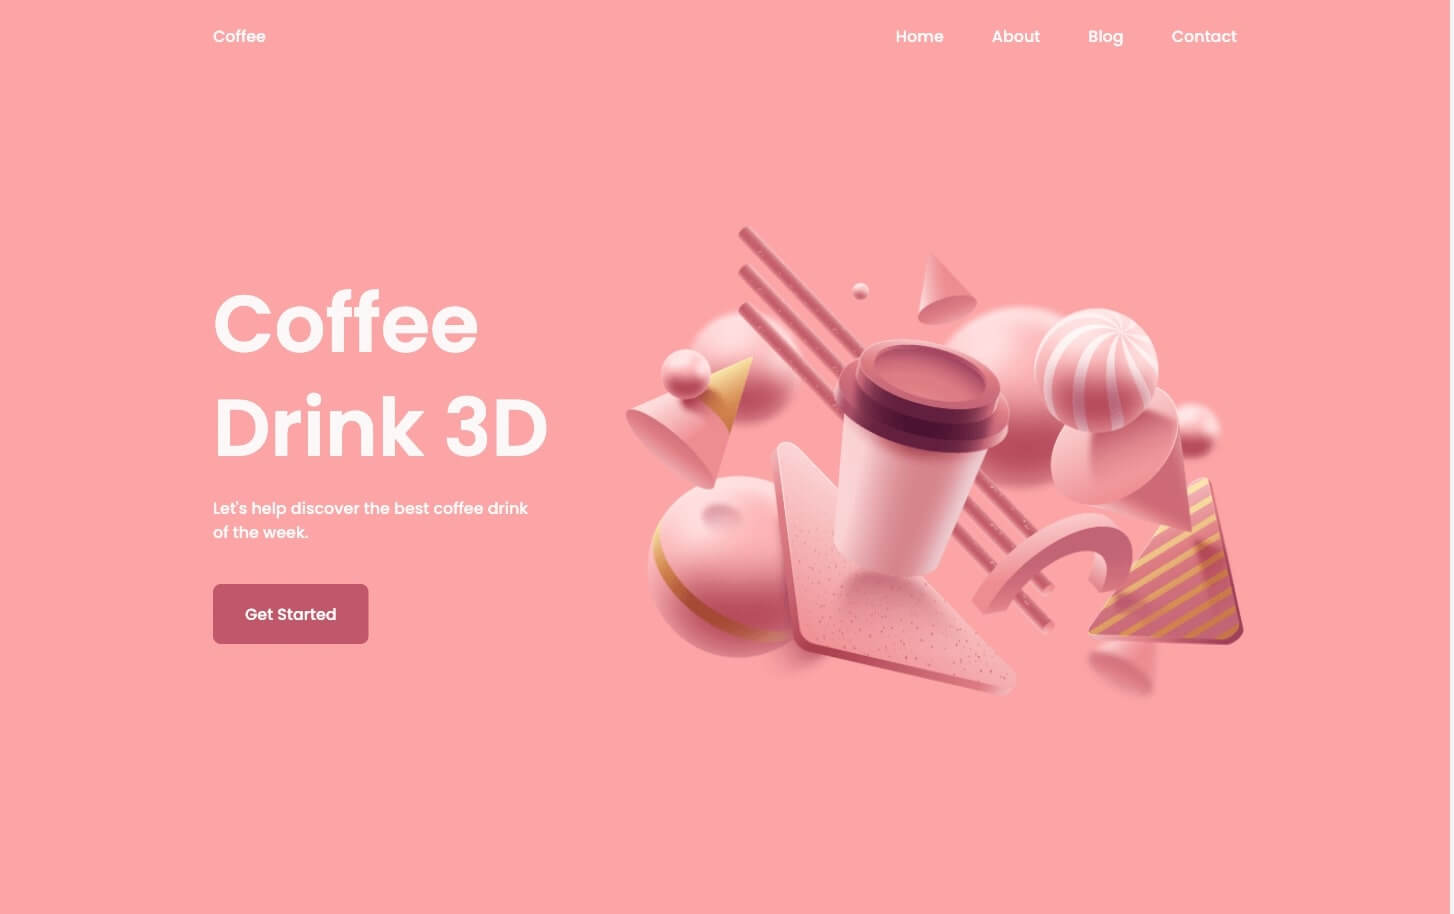 Coffee
Home About Blog Contact
Coffee
Drink 3D
Let's help discover the best coffee drink
of the week.
Get Started